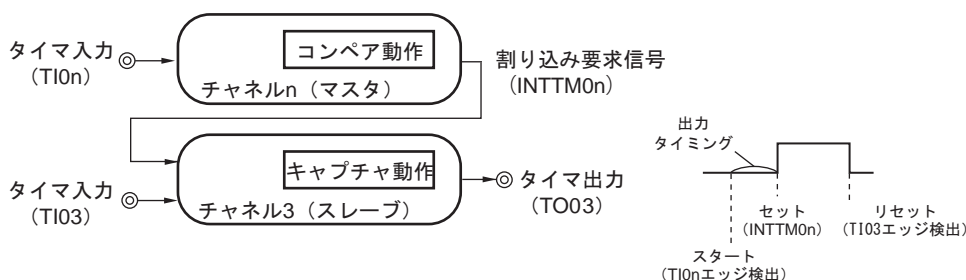 タイマ入力
（TI0n）
コンペア動作
チャネルn（マスタ）
割り込み要求信号
（INTTM0n）
タイマ入力
（TI03）
キャプチャ動作
チャネル3（スレーブ）
タイマ出力
（TO03）
出力
タイミング
セット
（INTTM0n）
リセット
（TI03エッジ検出）
スタート
（TI0nエッジ検出）